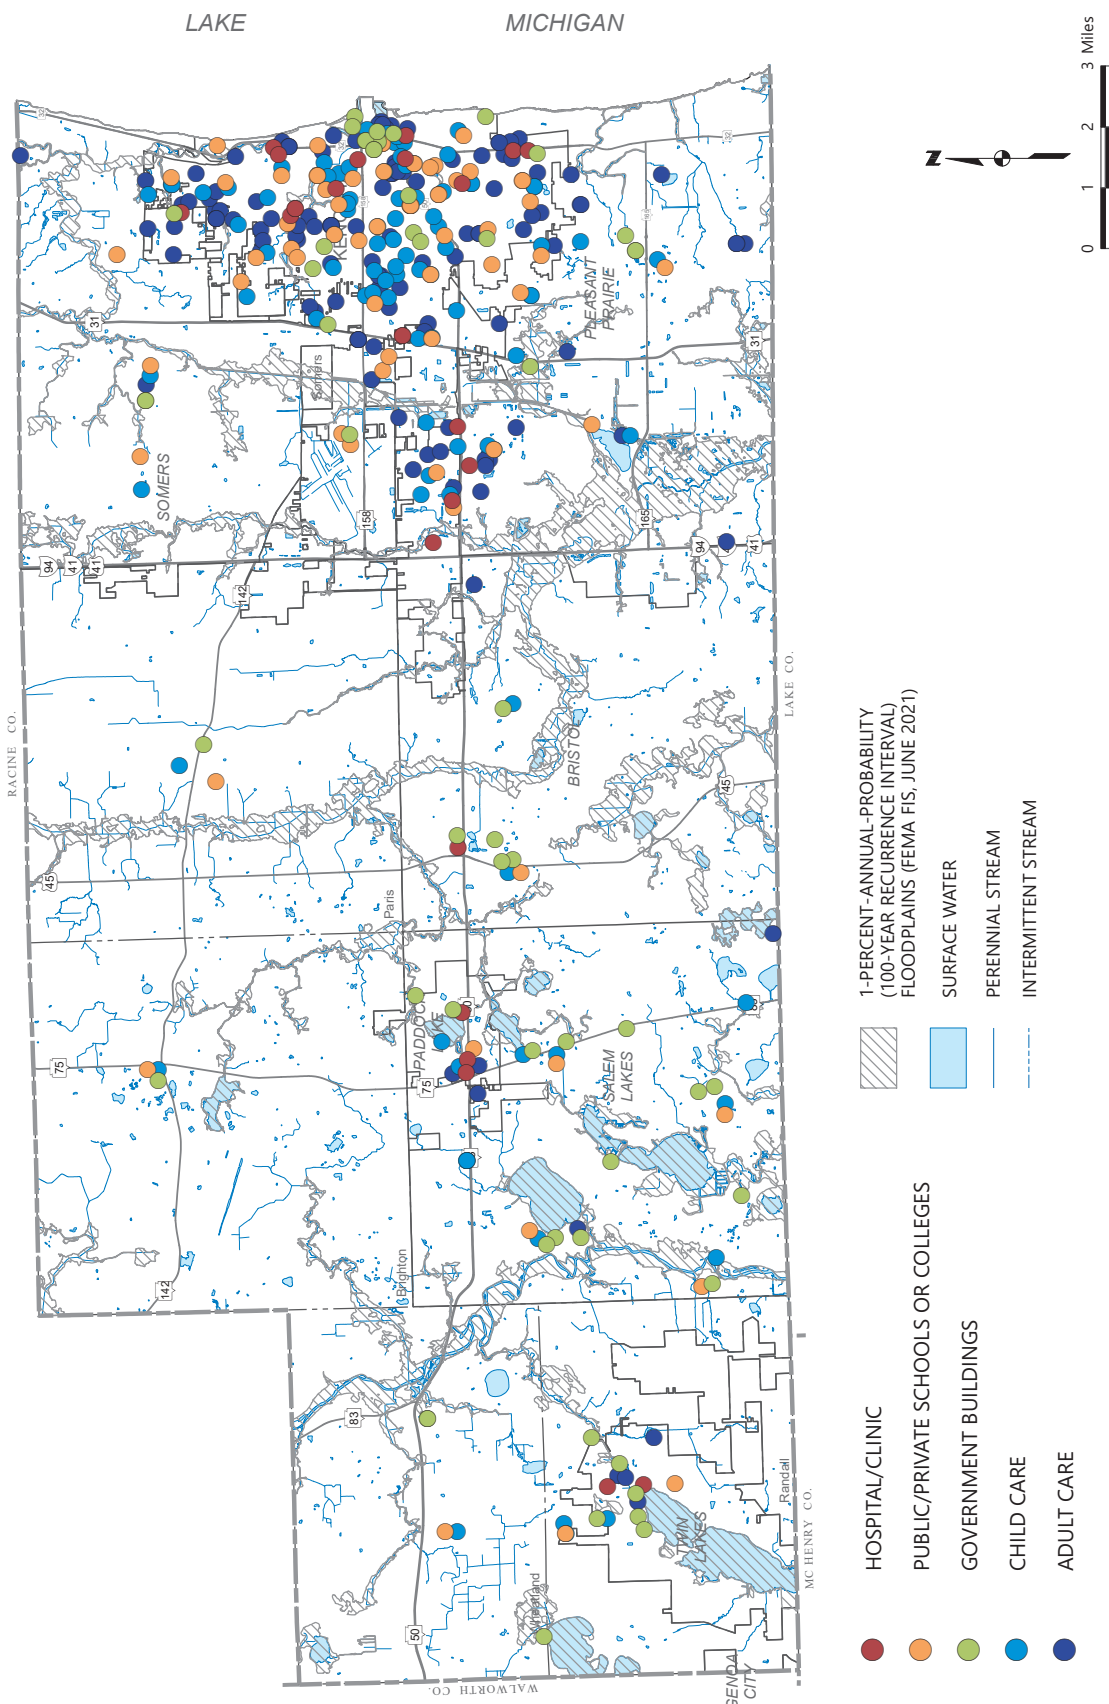 LAKE
MICHIGAN
3 Miles
2
1
0
N
RACINE CO.
32
31
SOMERS
Somers
KEN
158
32
PLEASANT
PRAIRIE
165
31
94
41
41
142
94
41
LAKE CO.
BRISTOL
45
45
Paris
PADDOCK
LAKE
75
75
SALEM
LAKES
142
Brighton
83
50
Wheatland
TWIN
LAKES
Randall
MC HENRY CO.
WALWORTH CO.
GENOA
CITY
1-PERCENT-ANNUAL-PROBABILITY
(100-YEAR RECURRENCE INTERVAL)
FLOODPLAINS (FEMA FIS, JUNE 2021)
SURFACE WATER
PERENNIAL STREAM
INTERMITTENT STREAM
HOSPITAL/CLINIC
PUBLIC/PRIVATE SCHOOLS OR COLLEGES
GOVERNMENT BUILDINGS
CHILD CARE
ADULT CARE